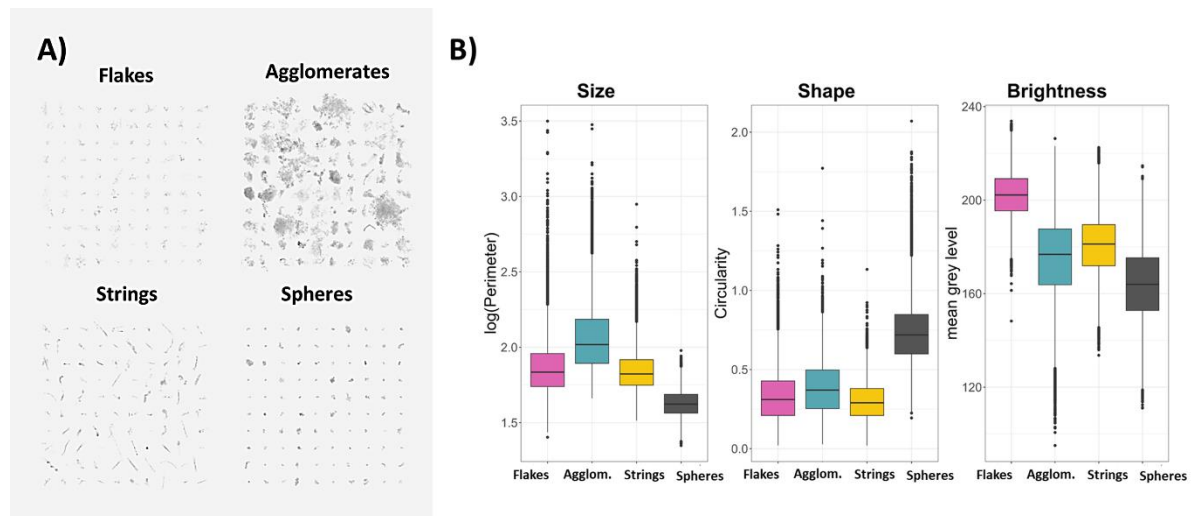 A)
Flakes
Agglomerates
Strings
Spheres
B)
Size
log(Perimeter)
3.5
3.0
2.5
2.0
1.5
Flakes Agglom. Strings Spheres
Shape
Circularity
2.0
1.5
1.0
0.5
0.0
Flakes Agglom. Strings Spheres
Brightness
mean grey level
240
200
160
120
Flakes Agglom. Strings Spheres